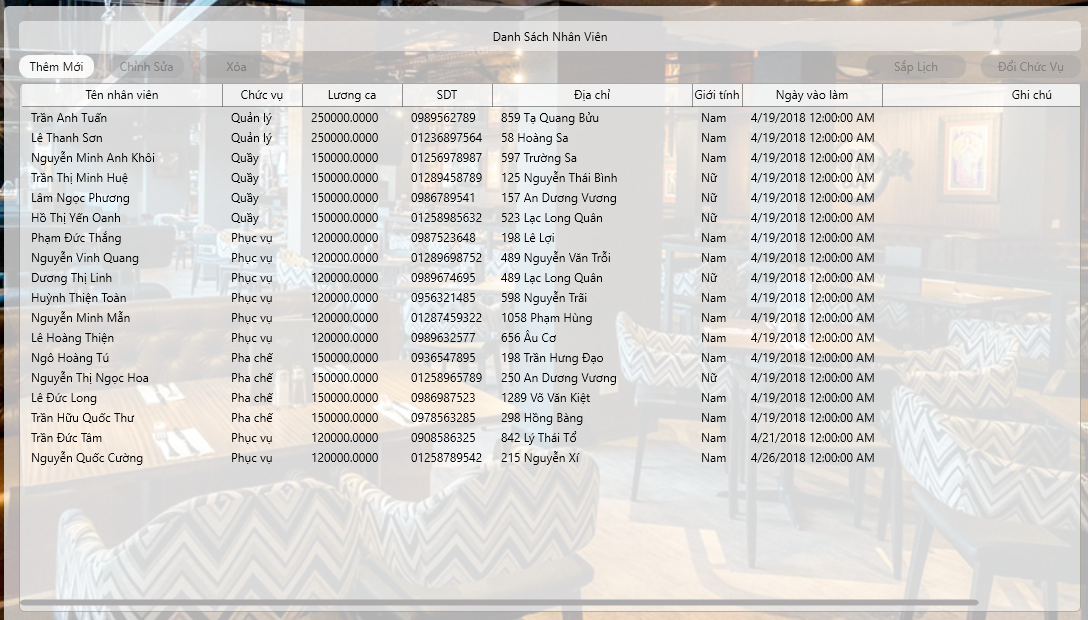 Danh Sách Nhân Viên
Thêm Mới Chỉnh Sửa Xóa Sắp Lịch Đổi Chức Vụ
Tên nhân viên Chức vụ Lương ca SDT Địa chỉ Giới tính Ngày vào làm Ghi chú
Trần Anh Tuấn Quản lý 250000.0000 0989562789 859 Tạ Quang Bửu Nam 4/19/2018 12:00:00 AM
Lê Thanh Sơn Quản lý 250000.0000 01236897564 58 Hoàng Sa Nam 4/19/2018 12:00:00 AM
Nguyễn Minh Anh Khôi Quầy 150000.0000 01256978987 597 Trường Sa Nam 4/19/2018 12:00:00 AM
Trần Thị Minh Huệ Quầy 150000.0000 01289458789 125 Nguyễn Thái Bình Nữ 4/19/2018 12:00:00 AM
Lâm Ngọc Phương Quầy 150000.0000 0986789541 157 An Dương Vương Nữ 4/19/2018 12:00:00 AM
Hồ Thị Yến Oanh Quầy 150000.0000 01258985632 523 Lạc Long Quân Nữ 4/19/2018 12:00:00 AM
Phạm Đức Thắng Phục vụ 120000.0000 0987523648 198 Lê Lợi Nam 4/19/2018 12:00:00 AM
Nguyễn Vinh Quang Phục vụ 120000.0000 01289698752 489 Nguyễn Văn Trỗi Nam 4/19/2018 12:00:00 AM
Dương Thị Linh Phục vụ 120000.0000 0989674695 489 Lạc Long Quân Nữ 4/19/2018 12:00:00 AM
Huỳnh Thiện Toàn Phục vụ 120000.0000 0956321485 598 Nguyễn Trãi Nam 4/19/2018 12:00:00 AM
Nguyễn Minh Mẫn Phục vụ 120000.0000 01287459322 1058 Phạm Hùng Nam 4/19/2018 12:00:00 AM
Lê Hoàng Thiện Phục vụ 120000.0000 0989632577 656 Âu Cơ Nam 4/19/2018 12:00:00 AM
Ngô Hoàng Tú Pha chế 150000.0000 0936547895 198 Trần Hưng Đạo Nam 4/19/2018 12:00:00 AM
Nguyễn Thị Ngọc Hoa Pha chế 150000.0000 01258965789 250 An Dương Vương Nữ 4/19/2018 12:00:00 AM
Lê Đức Long Pha chế 150000.0000 0986987523 1289 Võ Văn Kiệt Nam 4/19/2018 12:00:00 AM
Trần Hữu Quốc Thư Pha chế 150000.0000 0978563285 298 Hồng Bàng Nam 4/19/2018 12:00:00 AM
Trần Đức Tâm Phục vụ 120000.0000 0908586325 842 Lý Thái Tổ Nam 4/21/2018 12:00:00 AM
Nguyễn Quốc Cường Phục vụ 120000.0000 01258789542 215 Nguyễn Xí Nam 4/26/2018 12:00:00 AM